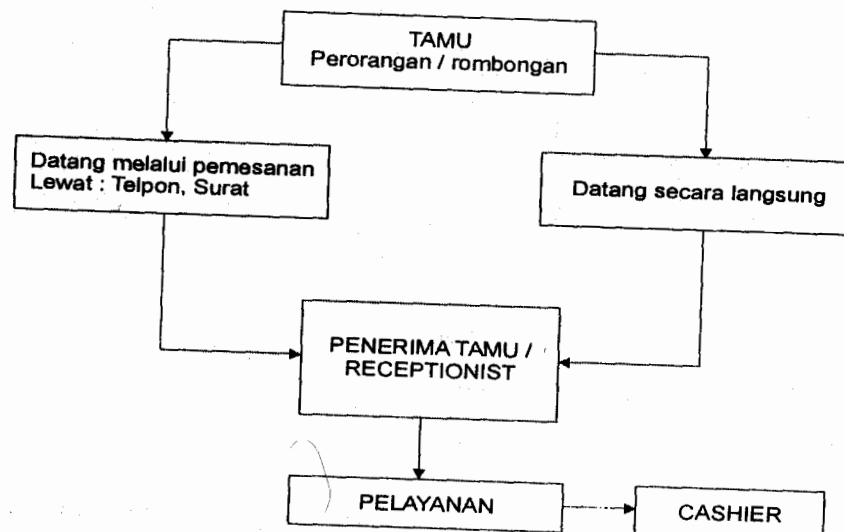 TAMU
Perorangan / rombongan
Datang melalui pemesanan
Lewat : Telpon, Surat
Datang secara langsung
PENERIMA TAMU /
RECEPTIONIST
PELAYANAN
CASHIER